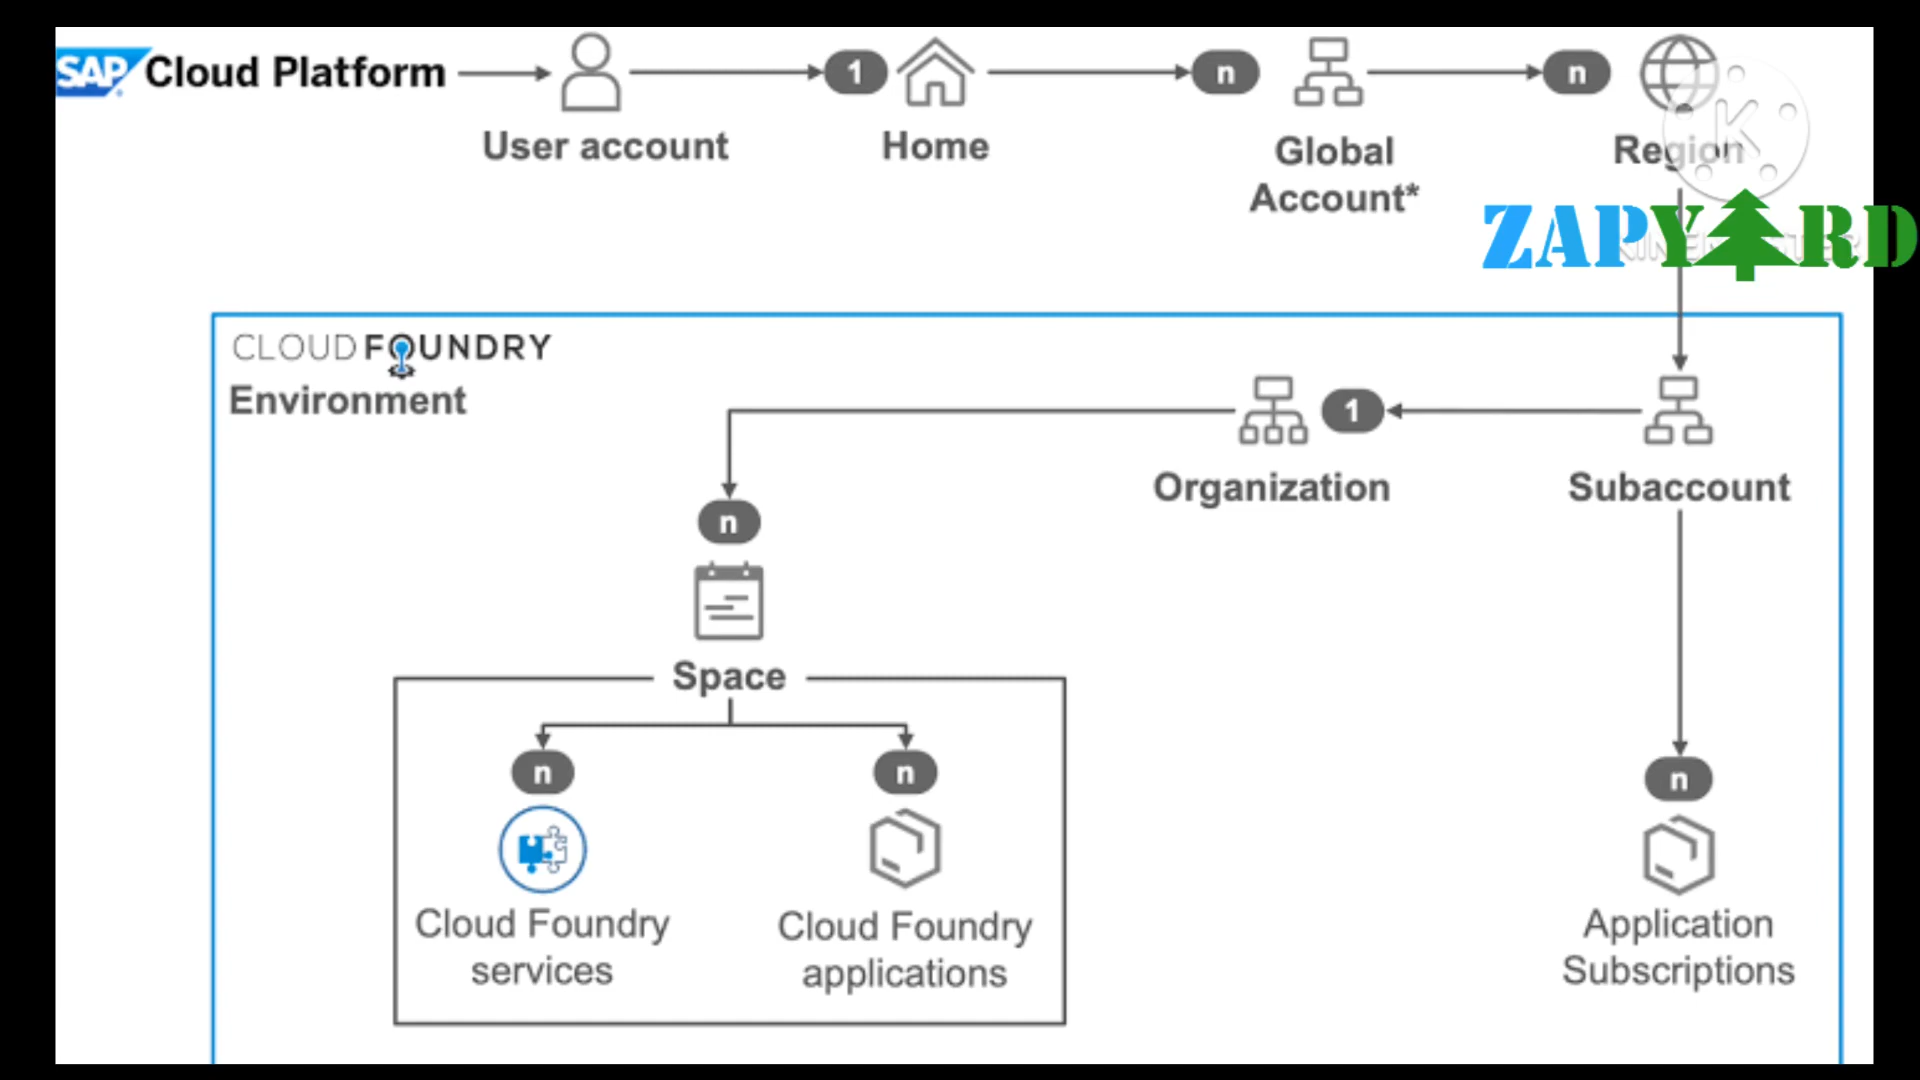 SAP Cloud Platform
1
n
n
User account
Home
Global
Account*
Region
K
ZAPYARD
CLOUD FOUNDRY
Environment
1
Organization
Subaccount
n
Space
n
n
n
Cloud Foundry
services
Cloud Foundry
applications
Application
Subscriptions